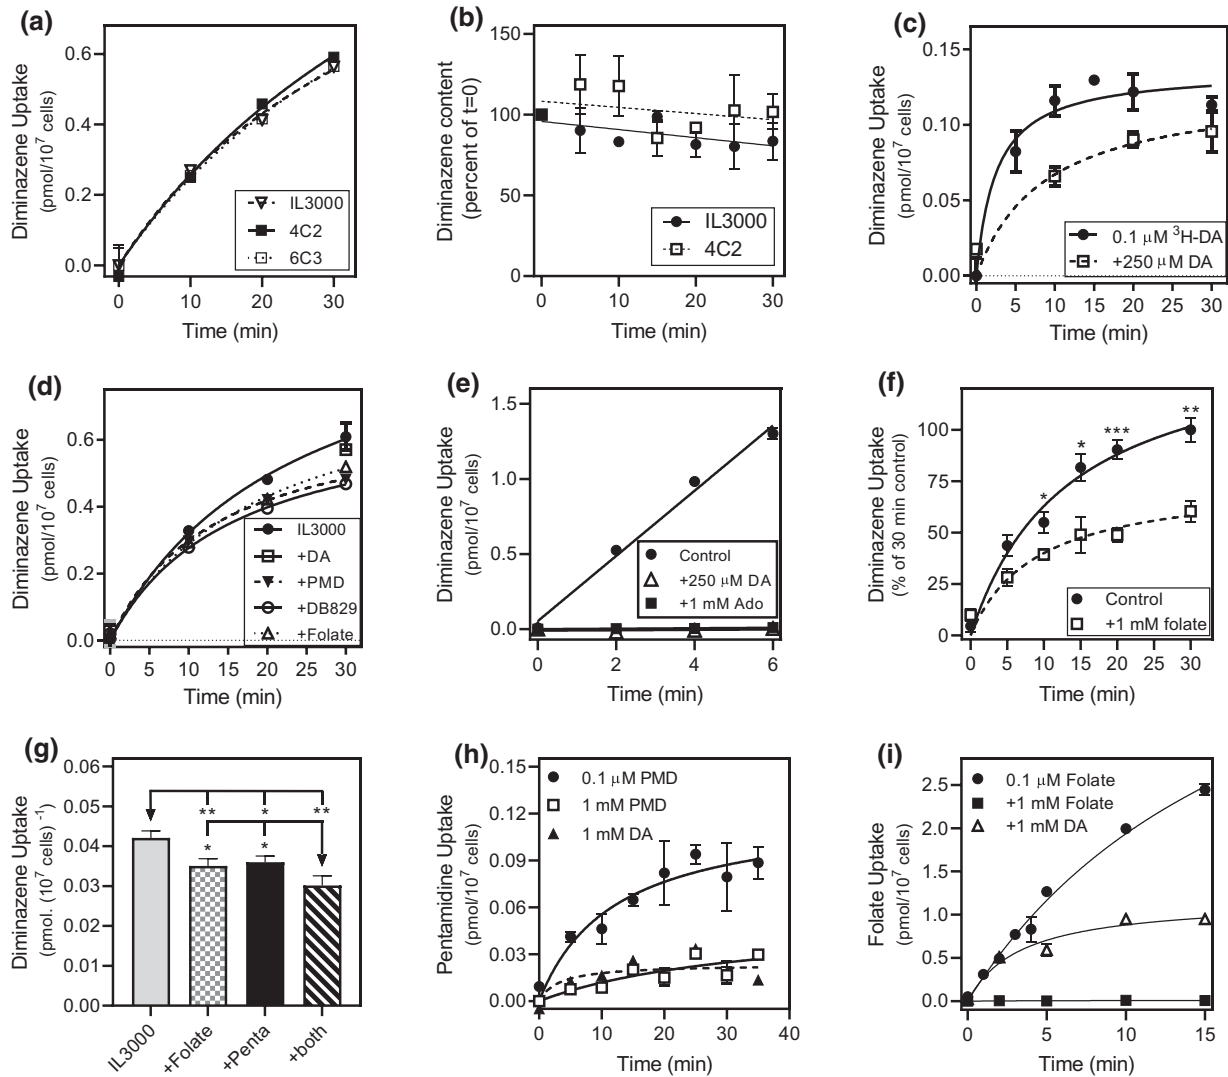 (a)
Diminazene Uptake
(pmol/10⁷ cells)
0.6
0.4
0.2
0.0
IL3000
4C2
6C3
0
10
20
30
Time (min)
(b)
Diminazene content
(percent of t=0)
150
100
50
0
IL3000
4C2
0
10
20
30
Time (min)
(c)
Diminazene Uptake
(pmol/10⁷ cells)
0.15
0.10
0.05
0.00
0.1 μM ³H-DA
+250 μM DA
0
5
10
15
20
25
30
Time (min)
(d)
Diminazene Uptake
(pmol/10⁷ cells)
0.6
0.4
0.2
0.0
IL3000
+DA
+PMD
+DB829
+Folate
0
5
10
15
20
25
30
Time (min)
(e)
Diminazene Uptake
(pmol/10⁷ cells)
1.5
1.0
0.5
0.0
Control
+250 μM DA
+1 mM Ado
0
2
4
6
Time (min)
(f)
Diminazene Uptake
(% of 30 min control)
100
75
50
25
0
*
*
***
**
Control
+1 mM folate
0
5
10
15
20
25
30
Time (min)
(g)
Diminazene Uptake
(pmol. (10⁷ cells) ⁻¹)
0.06
0.05
0.04
0.03
0.02
0.01
0.00
** * **
* *
IL3000
+Folate
+Penta
+both
(h)
Pentamidine Uptake
(pmol/10⁷ cells)
0.15
0.12
0.09
0.06
0.03
0.00
0.1 μM PMD
1 mM PMD
1 mM DA
0
10
20
30
40
Time (min)
(i)
Folate Uptake
(pmol/10⁷ cells)
2.5
2.0
1.5
1.0
0.5
0.0
0.1 μM Folate
+1 mM Folate
+1 mM DA
0
5
10
15
Time (min)